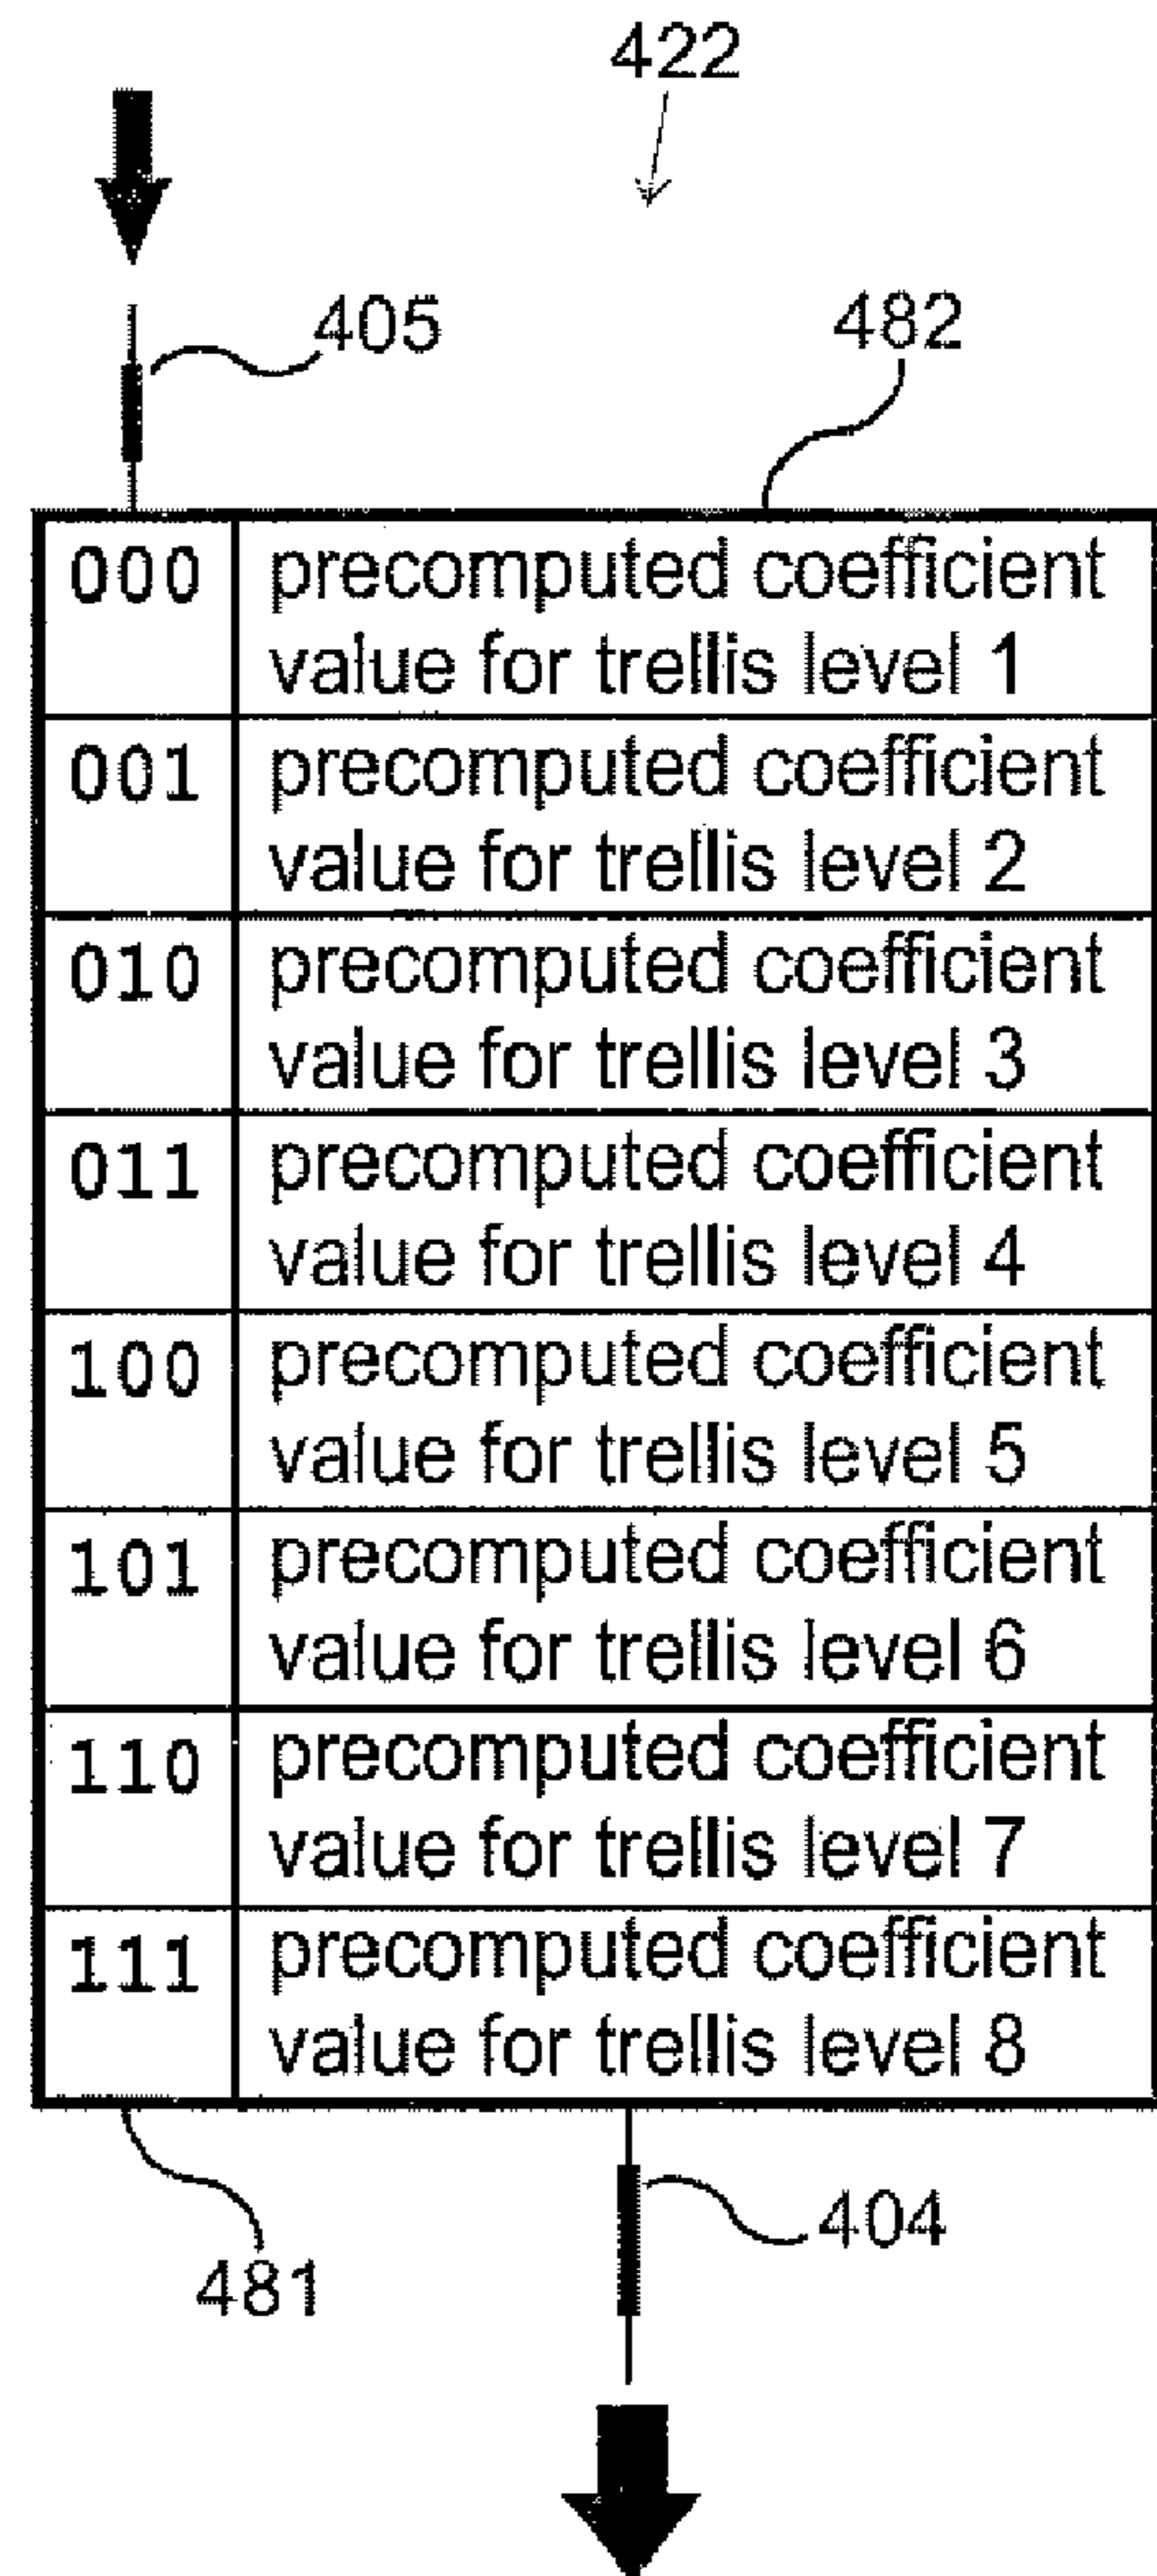 422
405
482
000 precomputed coefficient
value for trellis level 1
001 precomputed coefficient
value for trellis level 2
010 precomputed coefficient
value for trellis level 3
011 precomputed coefficient
value for trellis level 4
100 precomputed coefficient
value for trellis level 5
101 precomputed coefficient
value for trellis level 6
110 precomputed coefficient
value for trellis level 7
111 precomputed coefficient
value for trellis level 8
404
481